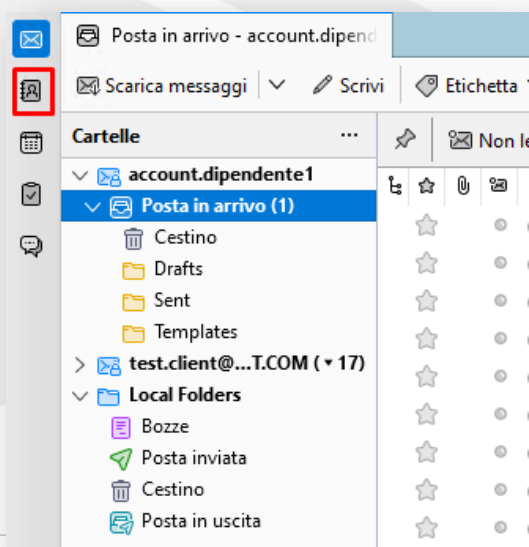 Posta in arrivo - account.dipend
Scarica messaggi Scrivi Etichetta
Cartelle ... Non le
account.dipendente1
Posta in arrivo (1)
Cestino
Drafts
Sent
Templates
test.client@...T.COM (▾ 17)
Local Folders
Bozze
Posta inviata
Cestino
Posta in uscita